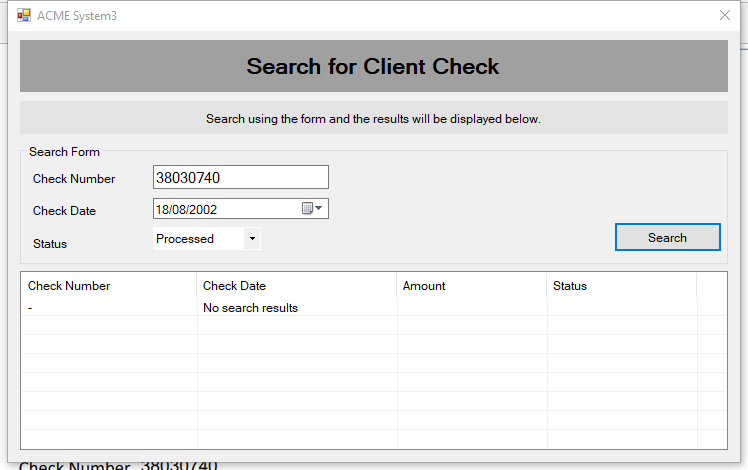 ACME System3
Search for Client Check
Search using the form and the results will be displayed below.
Search Form
Check Number 38030740
Check Date 18/08/2002
Status Processed
Search
Check Number Check Date Amount Status
- No search results
Check Number 38030740